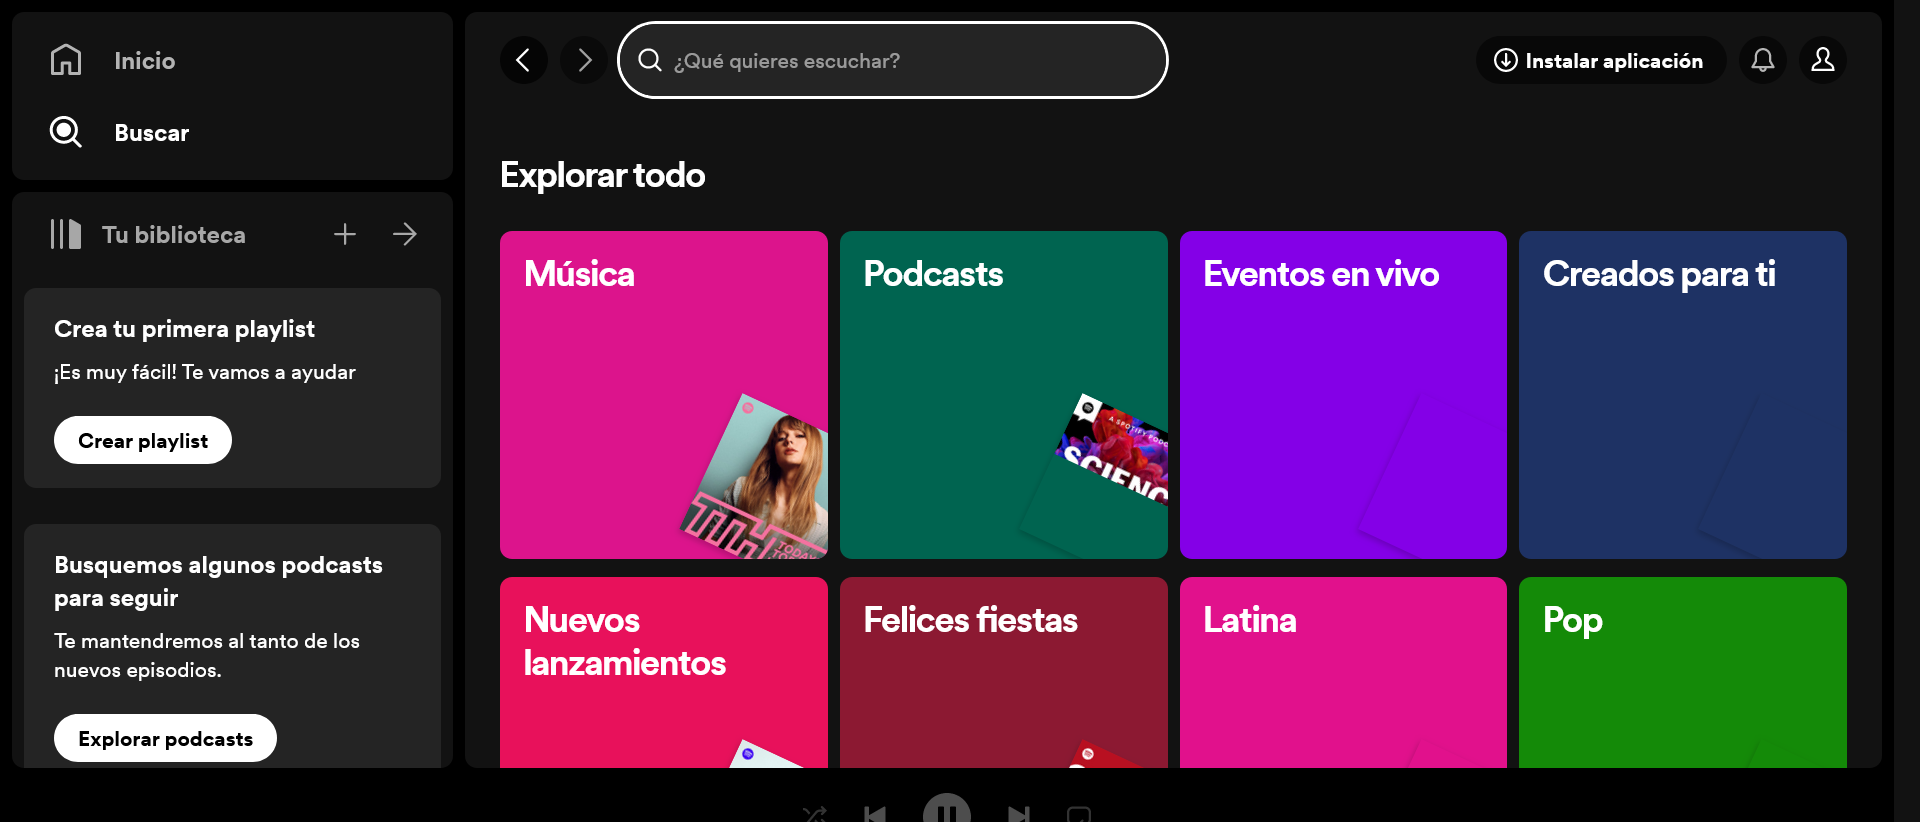 Inicio
Buscar
Tu biblioteca
Crea tu primera playlist
¡Es muy fácil! Te vamos a ayudar
Crear playlist
Busquemos algunos podcasts
para seguir
Te mantendremos al tanto de los
nuevos episodios.
Explorar podcasts
¿Qué quieres escuchar?
Instalar aplicación
Explorar todo
Música
Podcasts
A SPOTIFY
Eventos en vivo
Creados para ti
Nuevos
lanzamientos
Felices fiestas
Latina
Pop